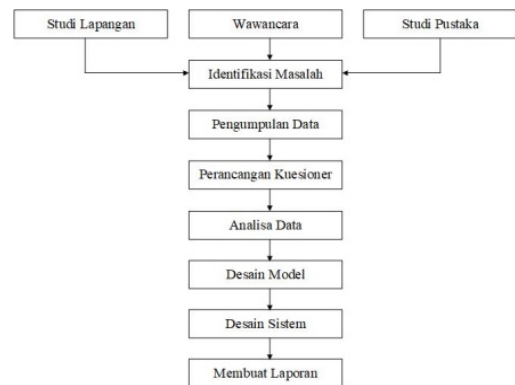 Studi Lapangan
Wawancara
Studi Pustaka
Identifikasi Masalah
Pengumpulan Data
Perancangan Kuesioner
Analisa Data
Desain Model
Desain Sistem
Membuat Laporan